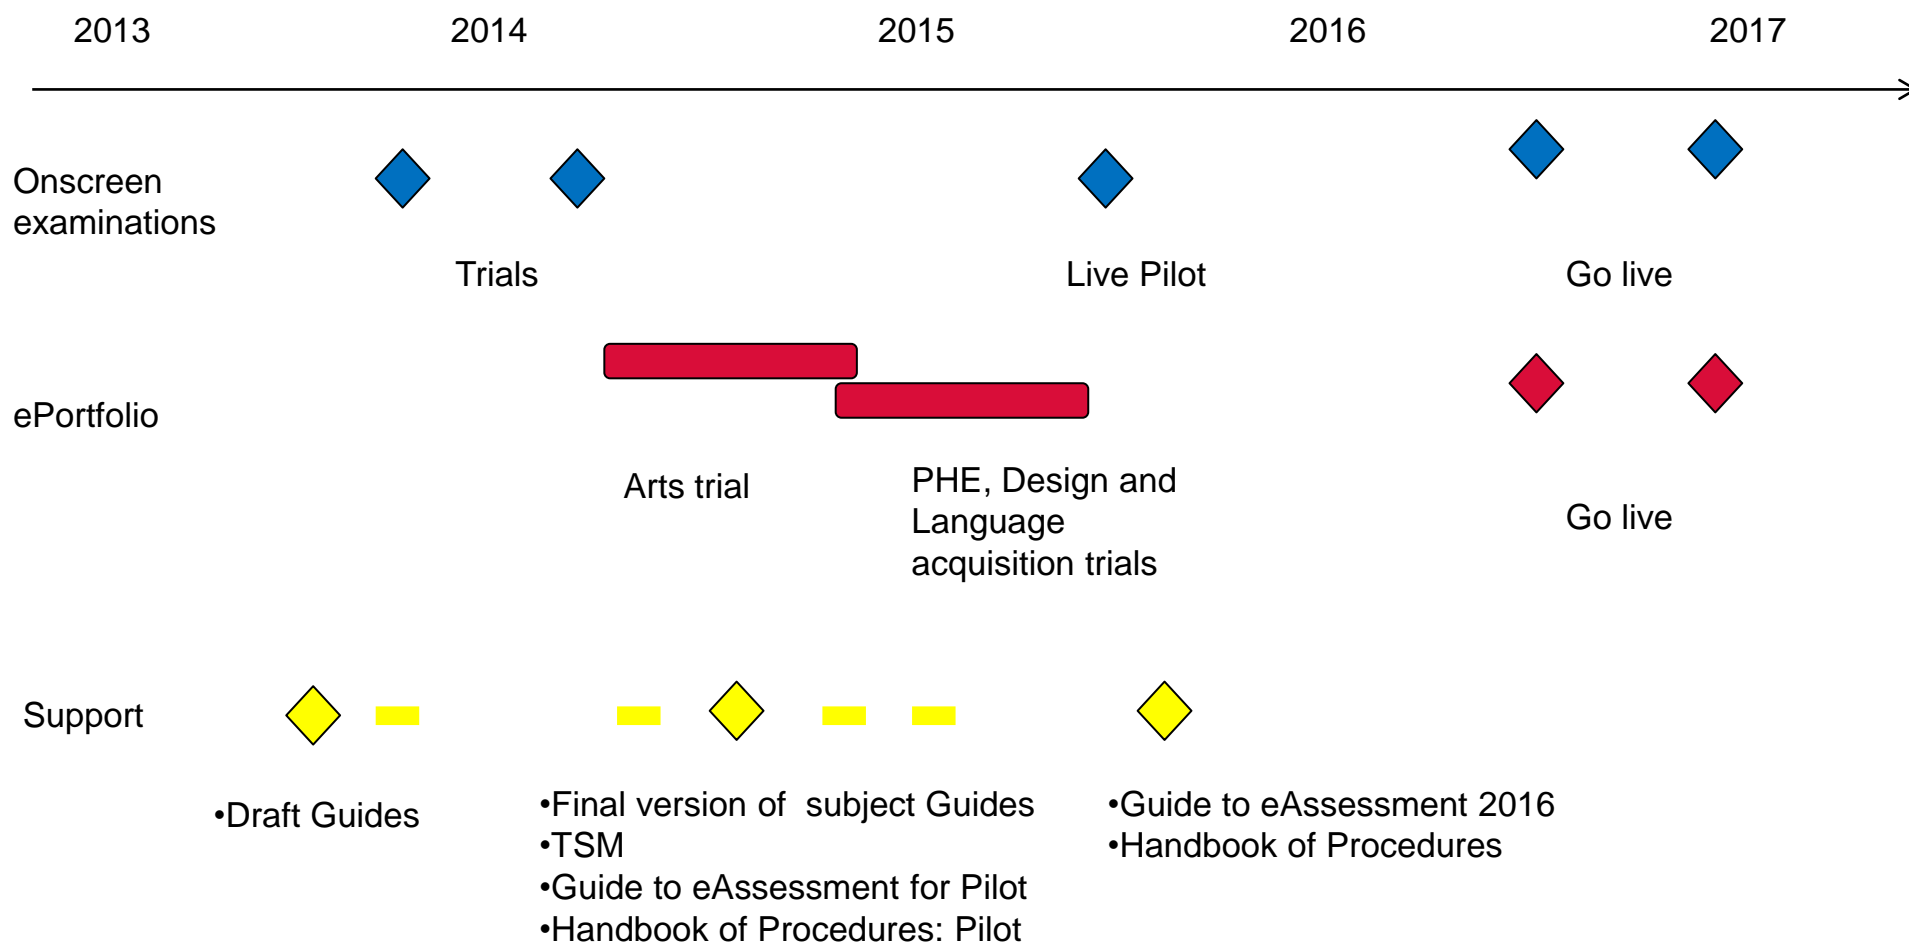 2013 2014 2015 2016 2017
Onscreen
examinations
Trials Live Pilot Go live
ePortfolio
Arts trial
PHE, Design and
Language
acquisition trials
Go live
Support
•Draft Guides
•Final version of  subject Guides
•TSM
•Guide to eAssessment for Pilot
•Handbook of Procedures: Pilot
•Guide to eAssessment 2016
•Handbook of Procedures